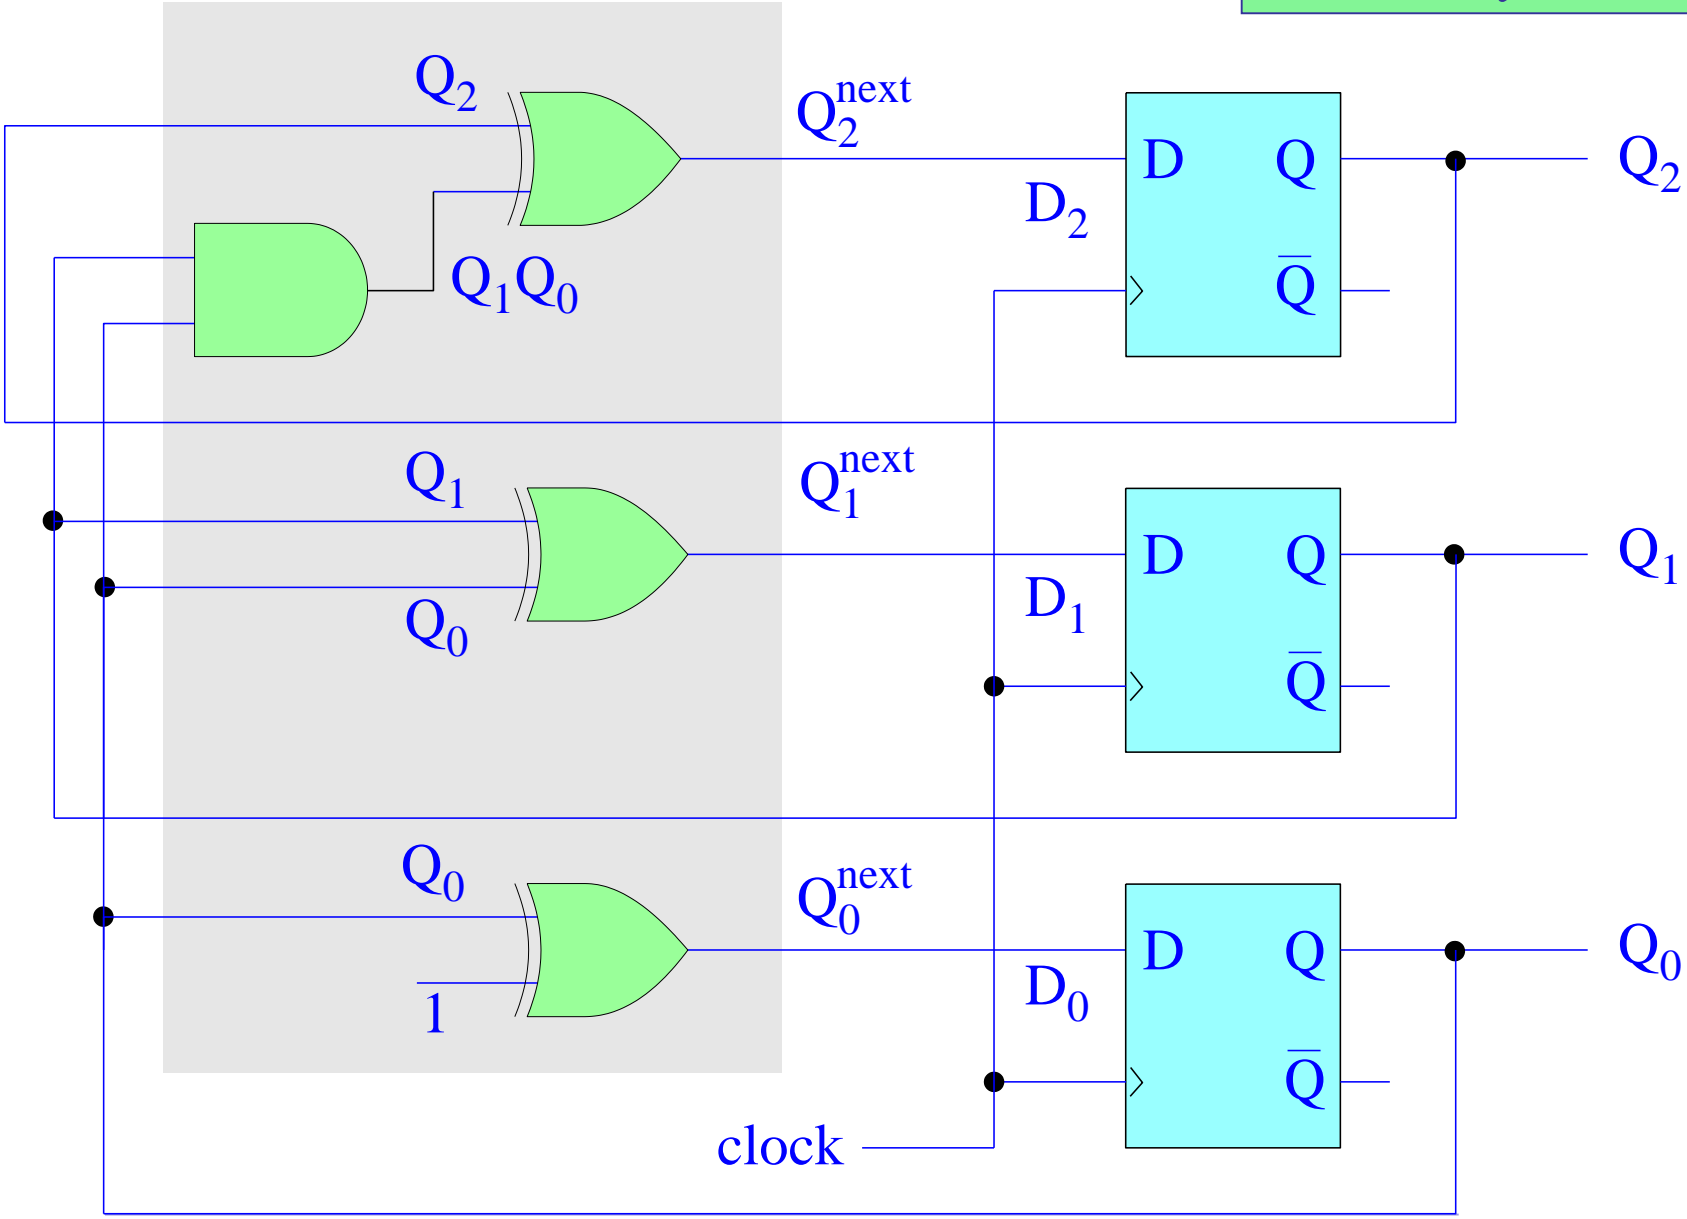 Q₂
Q₂ⁿᵉˣᵗ
D Q
Q₂
D₂
Q₁Q₀
Q̅
Q₁
Q₁ⁿᵉˣᵗ
D Q
Q₁
Q₀
D₁
Q̅
Q₀
Q₀ⁿᵉˣᵗ
D Q
Q₀
1
D₀
Q̅
clock